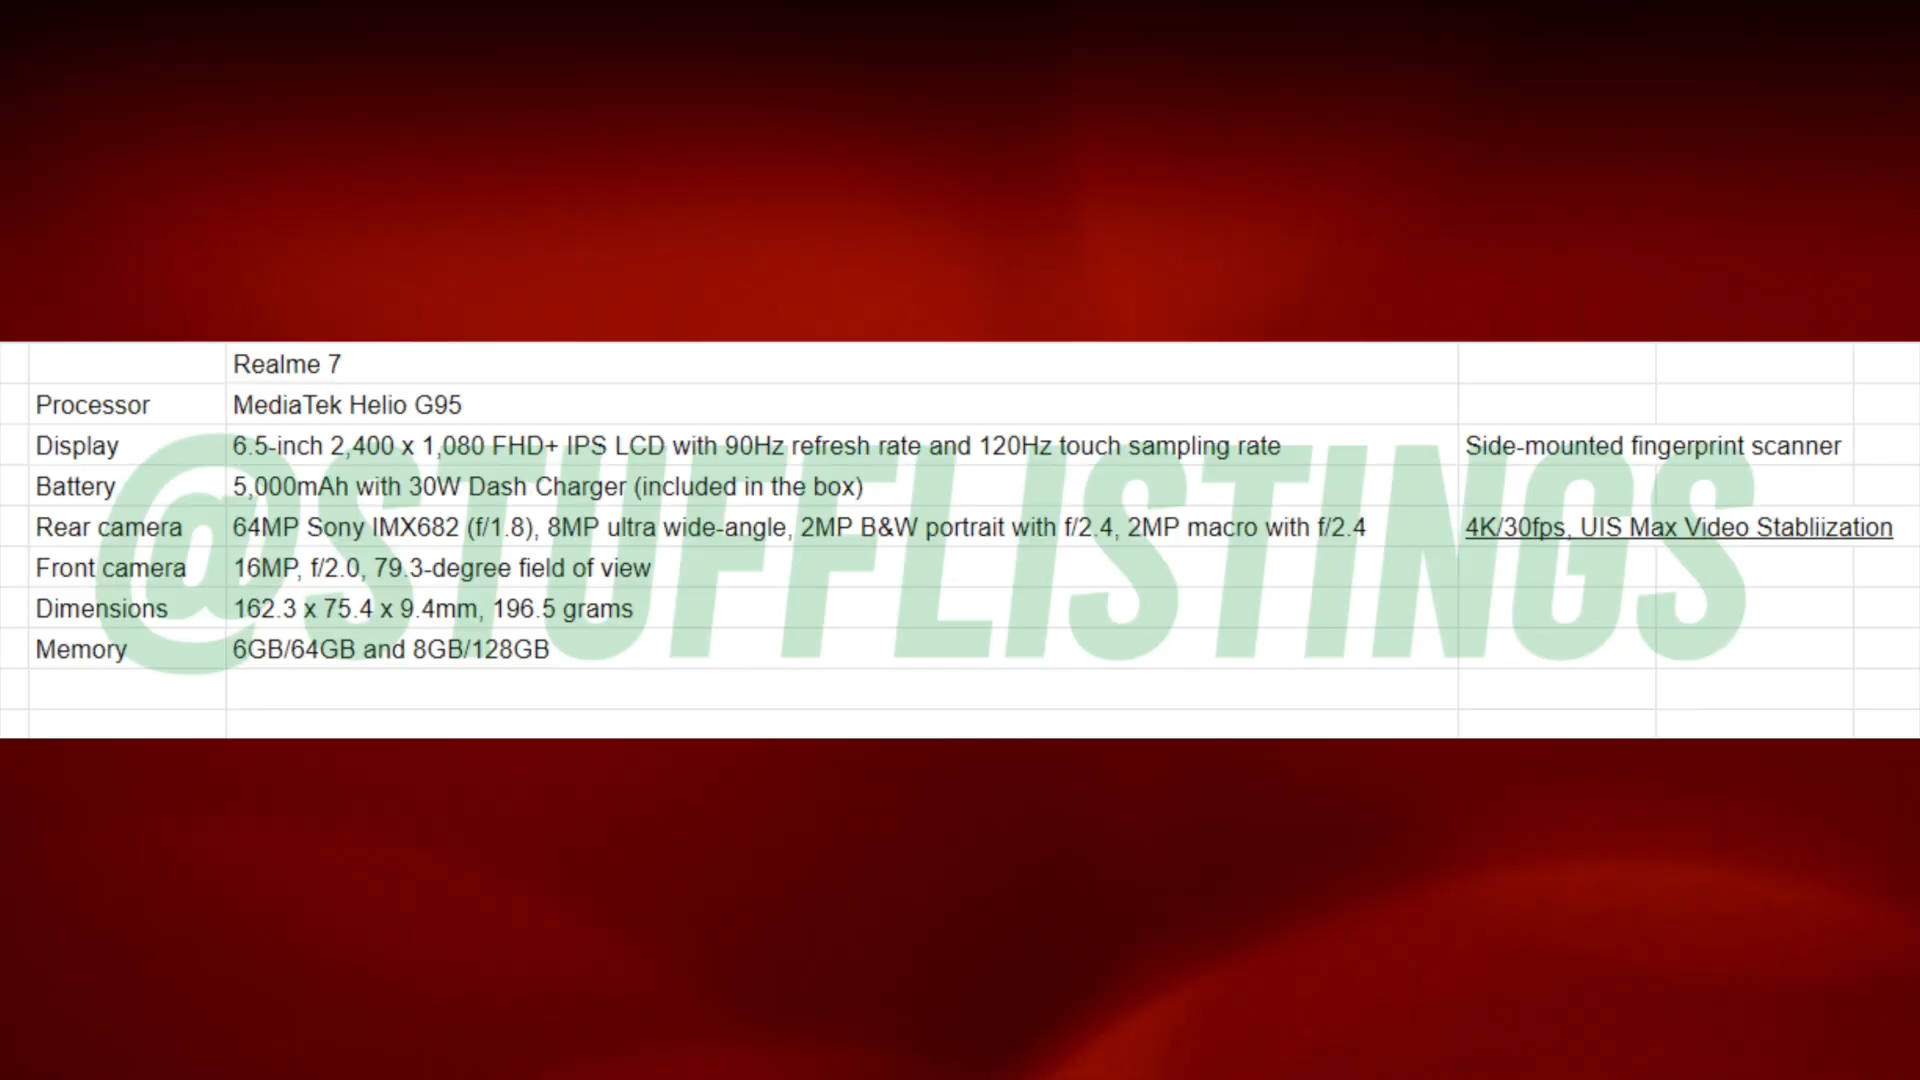 Realme 7
Processor MediaTek Helio G95
Display 6.5-inch 2,400 x 1,080 FHD+ IPS LCD with 90Hz refresh rate and 120Hz touch sampling rate Side-mounted fingerprint scanner
Battery 5,000mAh with 30W Dash Charger (included in the box)
Rear camera 64MP Sony IMX682 (f/1.8), 8MP ultra wide-angle, 2MP B&W portrait with f/2.4, 2MP macro with f/2.4 4K/30fps, UIS Max Video Stabliization
Front camera 16MP, f/2.0, 79.3-degree field of view
Dimensions 162.3 x 75.4 x 9.4mm, 196.5 grams
Memory 6GB/64GB and 8GB/128GB
@STUFFLISTINGS